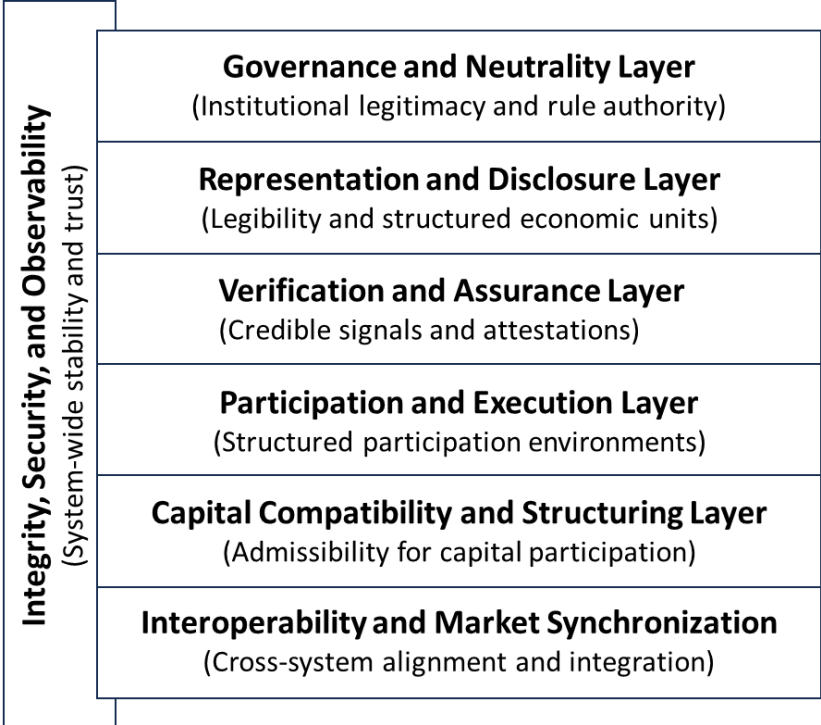 Integrity, Security, and Observability
(System-wide stability and trust)
Governance and Neutrality Layer
(Institutional legitimacy and rule authority)
Representation and Disclosure Layer
(Legibility and structured economic units)
Verification and Assurance Layer
(Credible signals and attestations)
Participation and Execution Layer
(Structured participation environments)
Capital Compatibility and Structuring Layer
(Admissibility for capital participation)
Interoperability and Market Synchronization
(Cross-system alignment and integration)